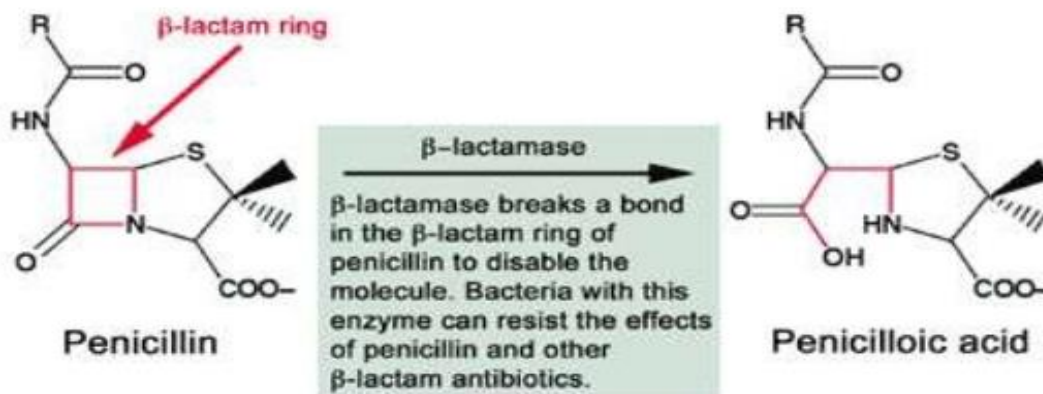 R
β-lactam ring
O
HN
S
N
O
COO–
Penicillin
β–lactamase
β-lactamase breaks a bond
in the β-lactam ring of
penicillin to disable the
molecule. Bacteria with this
enzyme can resist the effects
of penicillin and other
β-lactam antibiotics.
R
O
HN
S
O
HN
OH
COO–
Penicilloic acid